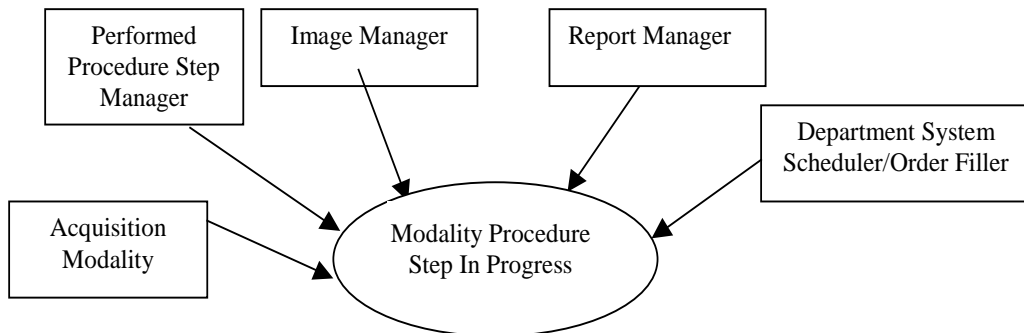 Performed
Procedure Step
Manager
Image Manager
Report Manager
Department System
Scheduler/Order Filler
Acquisition
Modality
Modality Procedure
Step In Progress